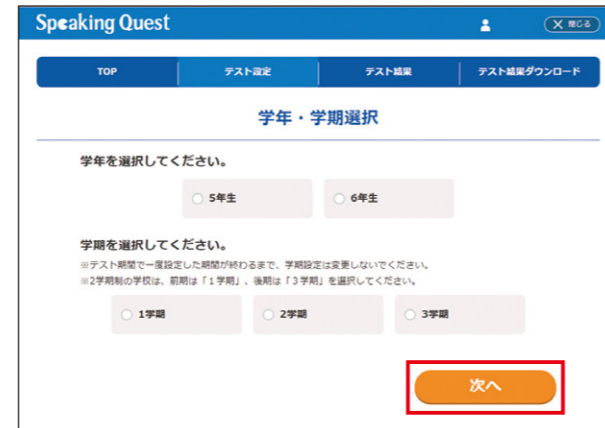 Speaking Quest
× 閉じる
TOP
テスト設定
テスト結果
テスト結果ダウンロード
学年・学期選択
学年を選択してください。
5年生
6年生
学期を選択してください。
※テスト期間で一度設定した期間が終わるまで、学期設定は変更しないでください。
※2学期制の学校は、前期は「1学期」、後期は「3学期」を選択してください。
1学期
2学期
3学期
次へ